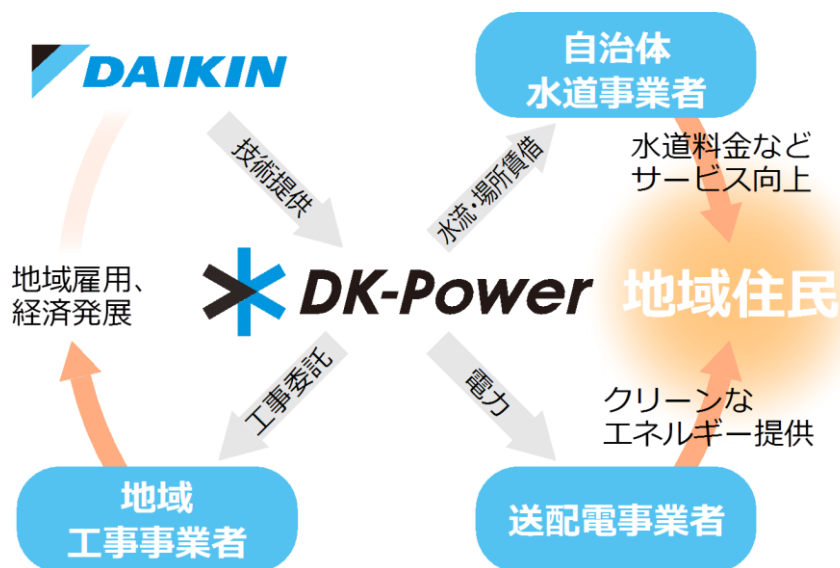 DAIKIN
自治体
水道事業者
技術提供
水流・場所賃借
水道料金など
サービス向上
地域雇用、
経済発展
DK-Power
地域住民
工事委託
電力
クリーンな
エネルギー提供
地域
工事事業者
送配電事業者